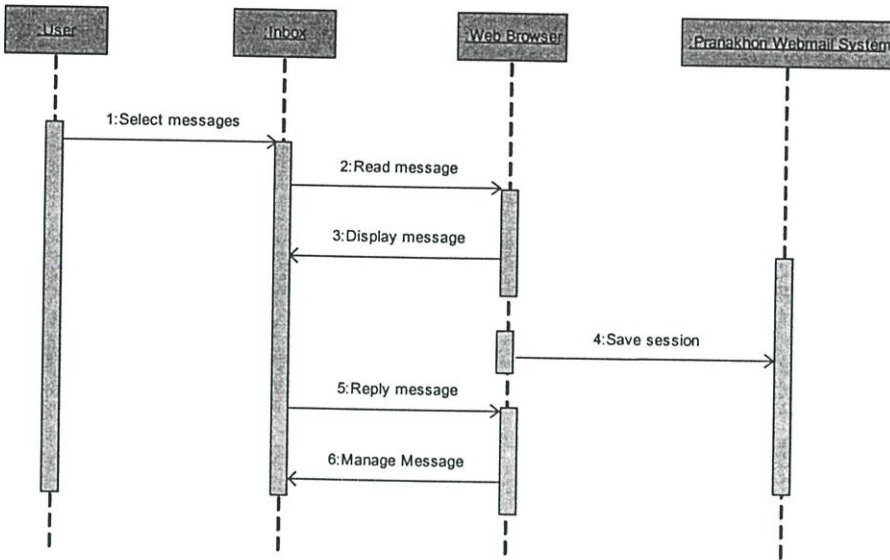 :User
:Inbox
:Web Browser
:Pranakhon Webmail System
1:Select messages
2:Read message
3:Display message
4:Save session
5:Reply message
6:Manage Message